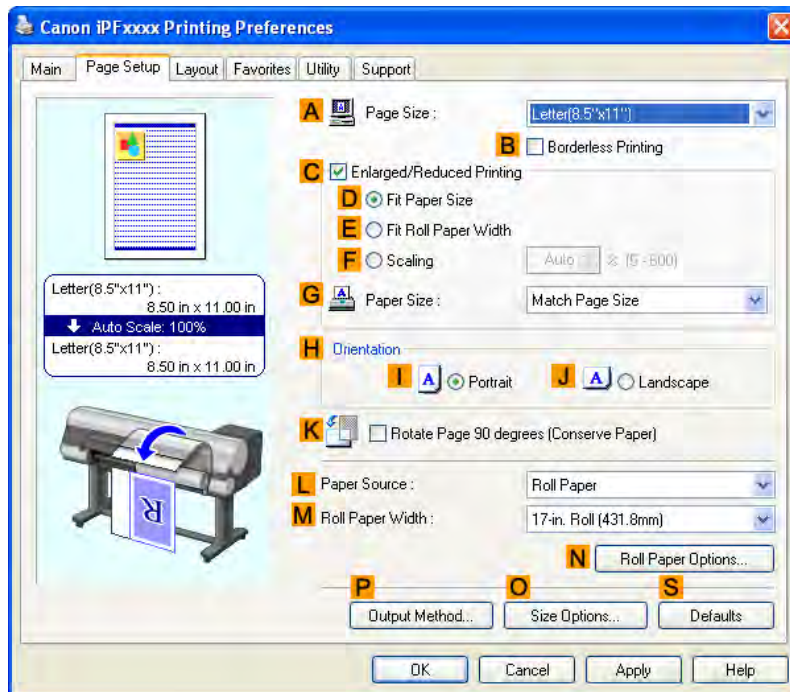 Canon iPFxxxx Printing Preferences
Main Page Setup Layout Favorites Utility Support
A Page Size : Letter(8.5"x11")
B Borderless Printing
C Enlarged/Reduced Printing
D Fit Paper Size
E Fit Roll Paper Width
F Scaling Auto % (5 - 600)
G Paper Size : Match Page Size
Letter(8.5"x11") :
8.50 in x 11.00 in
Auto Scale: 100%
Letter(8.5"x11") :
8.50 in x 11.00 in
H Orientation
I A Portrait J A Landscape
K Rotate Page 90 degrees (Conserve Paper)
L Paper Source : Roll Paper
M Roll Paper Width : 17-in. Roll (431.8mm)
N Roll Paper Options...
R
P O S
Output Method... Size Options... Defaults
OK Cancel Apply Help